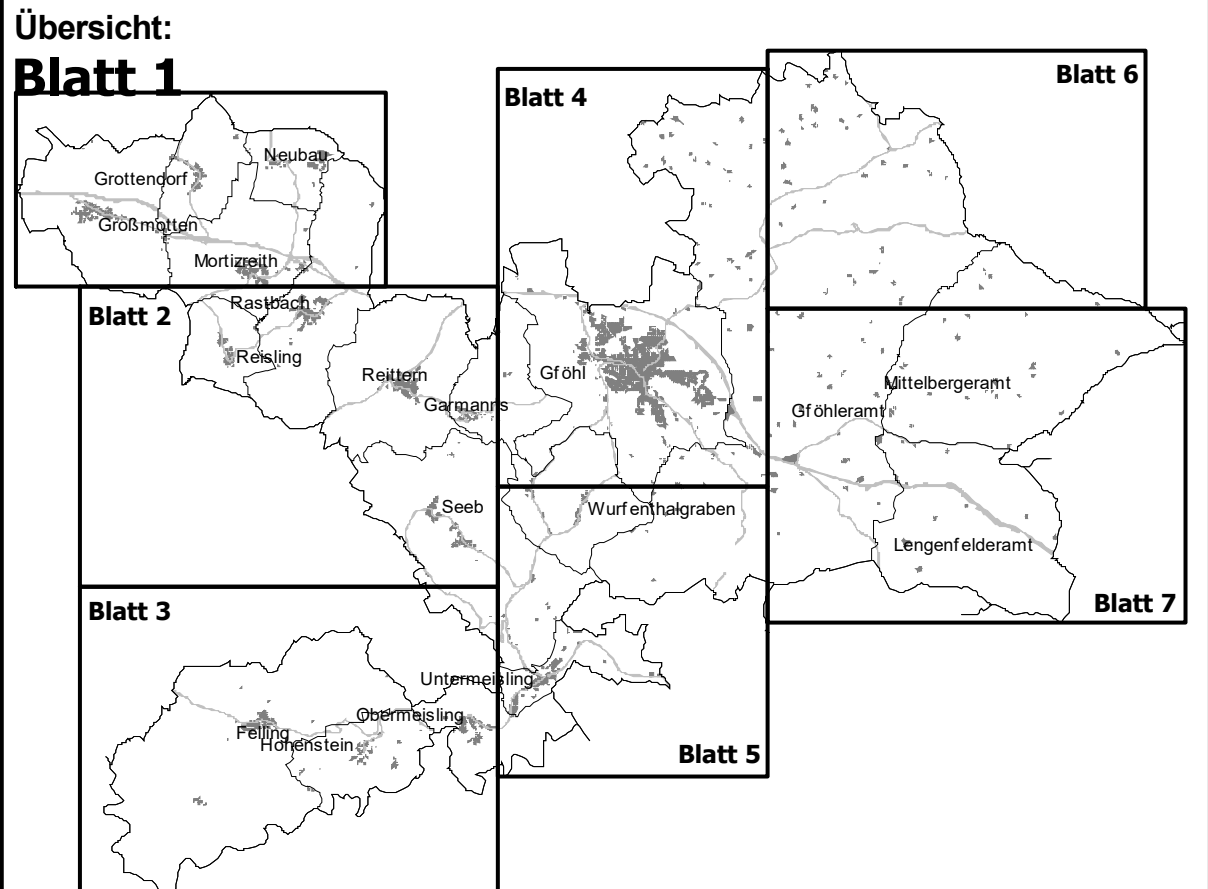 Übersicht:
Blatt 1
Blatt 6
Blatt 4
Neubau
Grottendorf
Großmotten
Mortizreith
Rastbach
Blatt 2
Reisling
Reittern
Gföhl
Mittelbergeramt
Garmanns
Gföhleramt
Seeb
Wurfenthalgraben
Lengenfelderamt
Blatt 3
Blatt 7
Untermeisling
Obermeisling
Felling
Hohenstein
Blatt 5